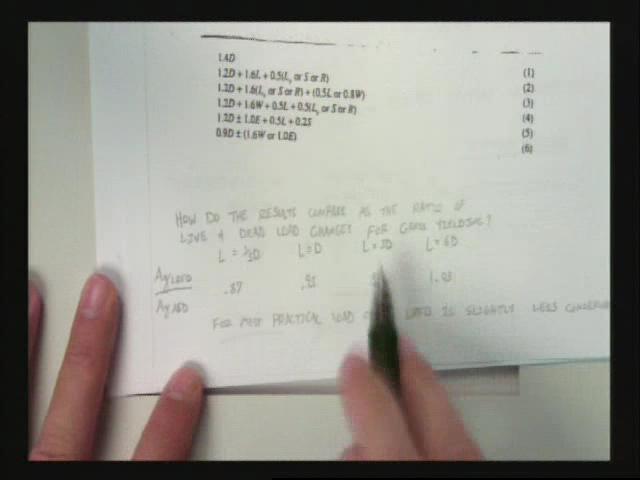 1.4D
1.2D + 1.6L + 0.5(Lr or S or R) (1)
1.2D + 1.6(Lr or S or R) + (0.5L or 0.8W) (2)
1.2D + 1.6W + 0.5L + 0.5(Lr or S or R) (3)
1.2D ± 1.0E + 0.5L + 0.2S (4)
0.9D ± (1.6W or 1.0E) (5)
(6)
HOW DO THE RESULTS COMPARE AS THE RATIO OF
LIVE & DEAD LOAD CHANGES FOR GROSS YIELDING?
L = 1/2D L=D L=3D L=6D
Ag LRFD
Ag ASD
.87 1.03
FOR MOST PRACTICAL LOAD LRFD IS SLIGHTLY LESS